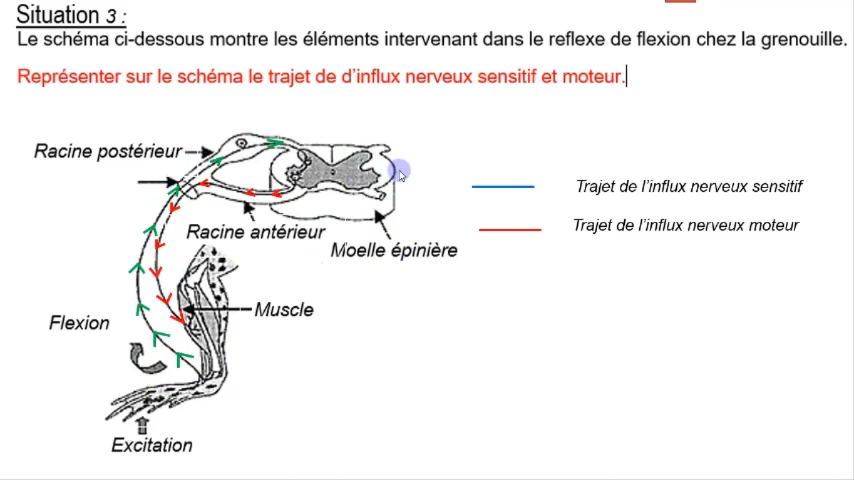 Situation 3 :
Le schéma ci-dessous montre les éléments intervenant dans le reflexe de flexion chez la grenouille.
Représenter sur le schéma le trajet de d'influx nerveux sensitif et moteur.
Racine postérieur
Trajet de l'influx nerveux sensitif
Trajet de l'influx nerveux moteur
Racine antérieur
Moelle épinière
Muscle
Flexion
Excitation